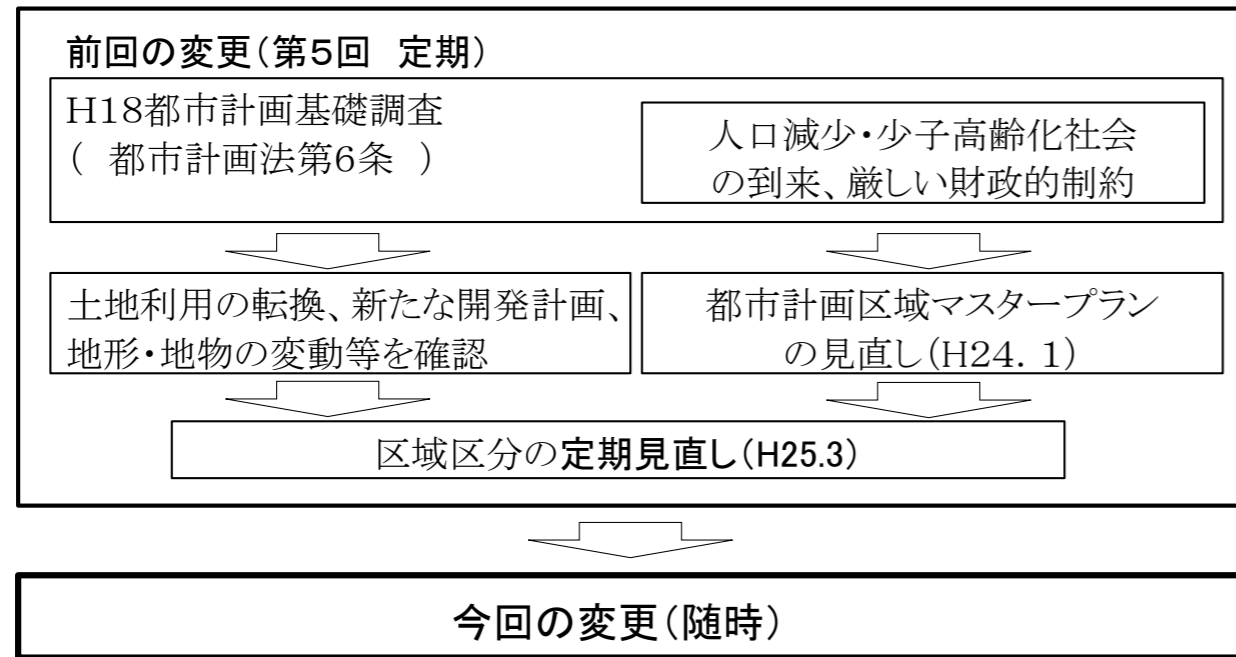 前回の変更(第5回　定期)
H18都市計画基礎調査
(　都市計画法第6条　)
人口減少・少子高齢化社会
の到来、厳しい財政的制約
土地利用の転換、新たな開発計画、
地形・地物の変動等を確認
都市計画区域マスタープラン
の見直し(H24．1)
区域区分の定期見直し(H25.3)
今回の変更(随時)